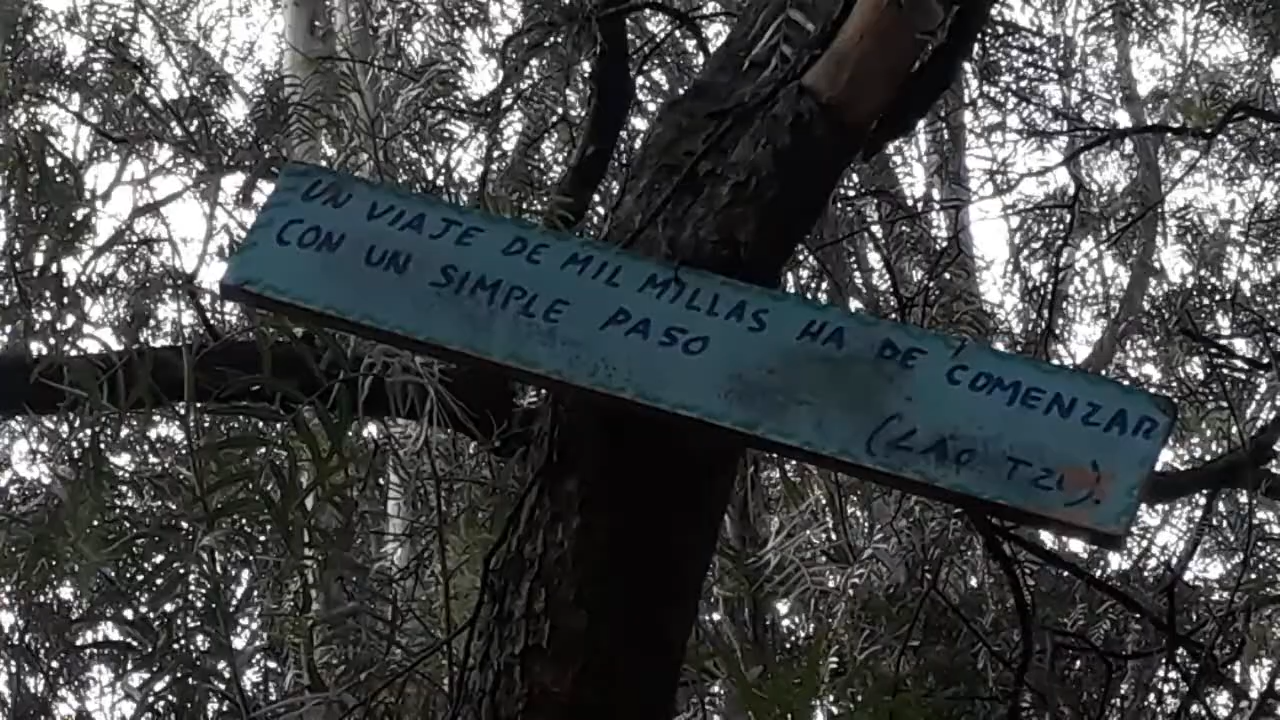 UN VIAJE DE MIL MILLAS HA DE COMENZAR
CON UN SIMPLE PASO
(LAO TZU).